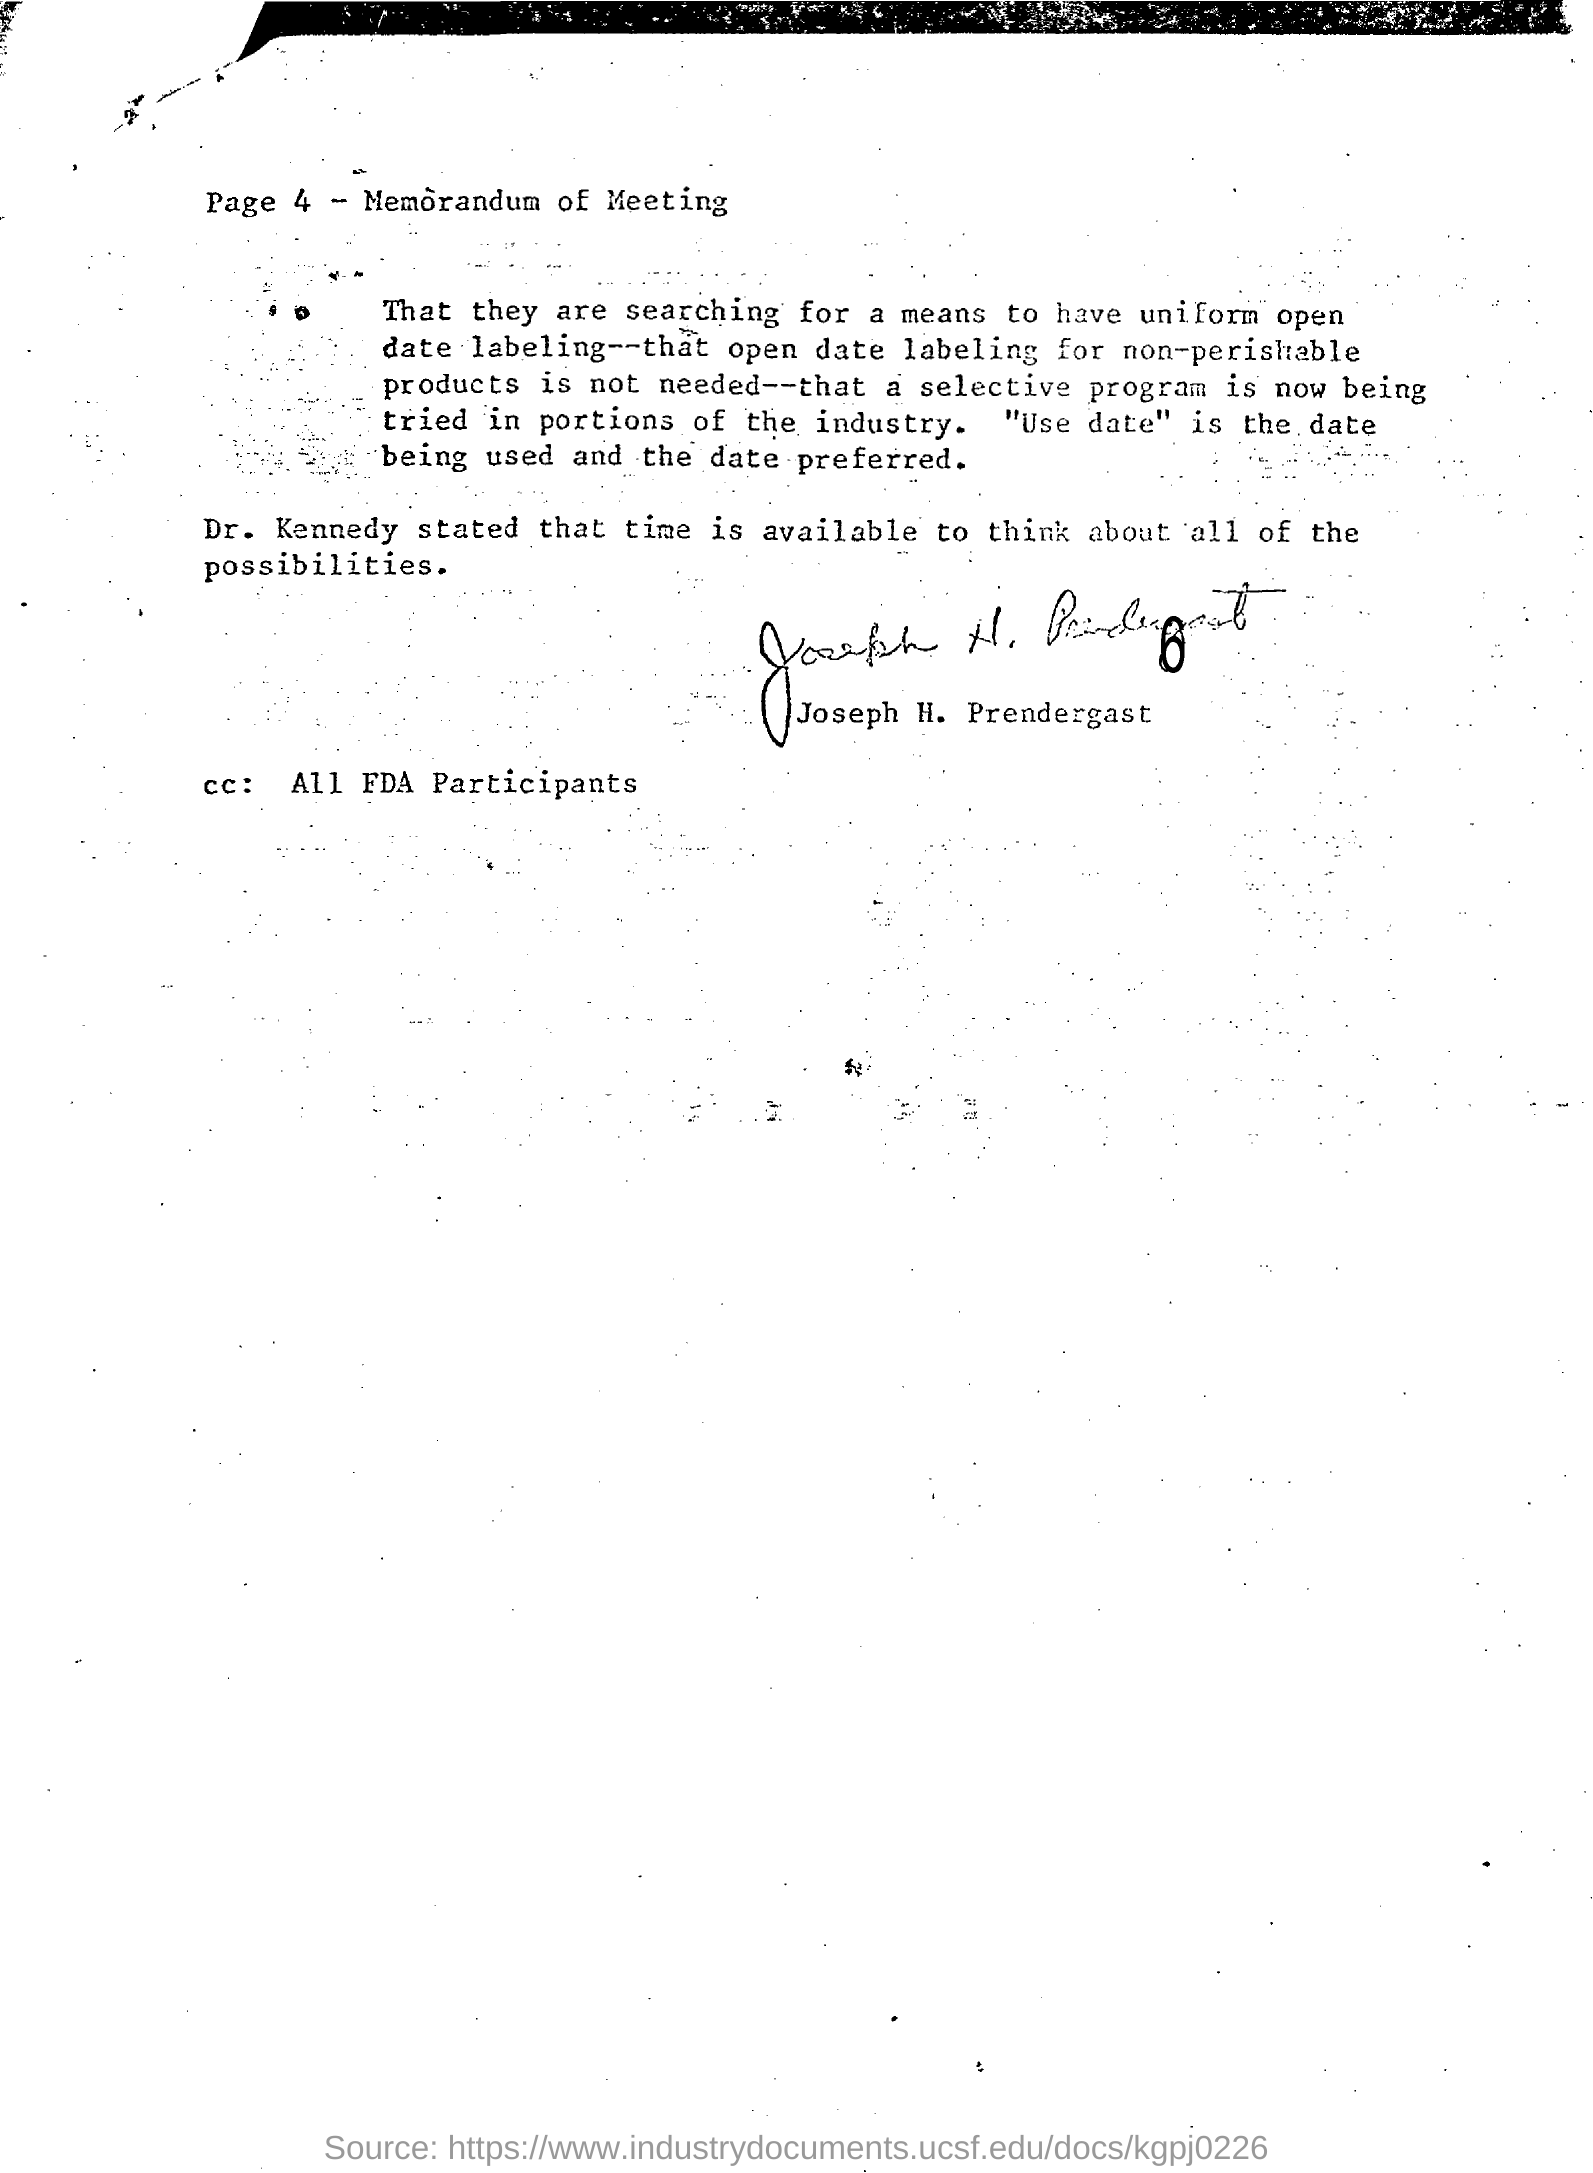 Page 4 - Memorandum of Meeting
That they are searching for a means to have uniform open
date labeling--that open date labeling for non-perishable
products is not needed--that a selective program is now being
tried in portions of the industry. "Use date" is the date
being used and the date preferred.
Dr. Kennedy stated that time is available to think about all of the
possibilities.
Joseph H. Prendergast
Joseph H. Prendergast
cc: All FDA Participants
Source: https://www.industrydocuments.ucsf.edu/docs/kgpj0226